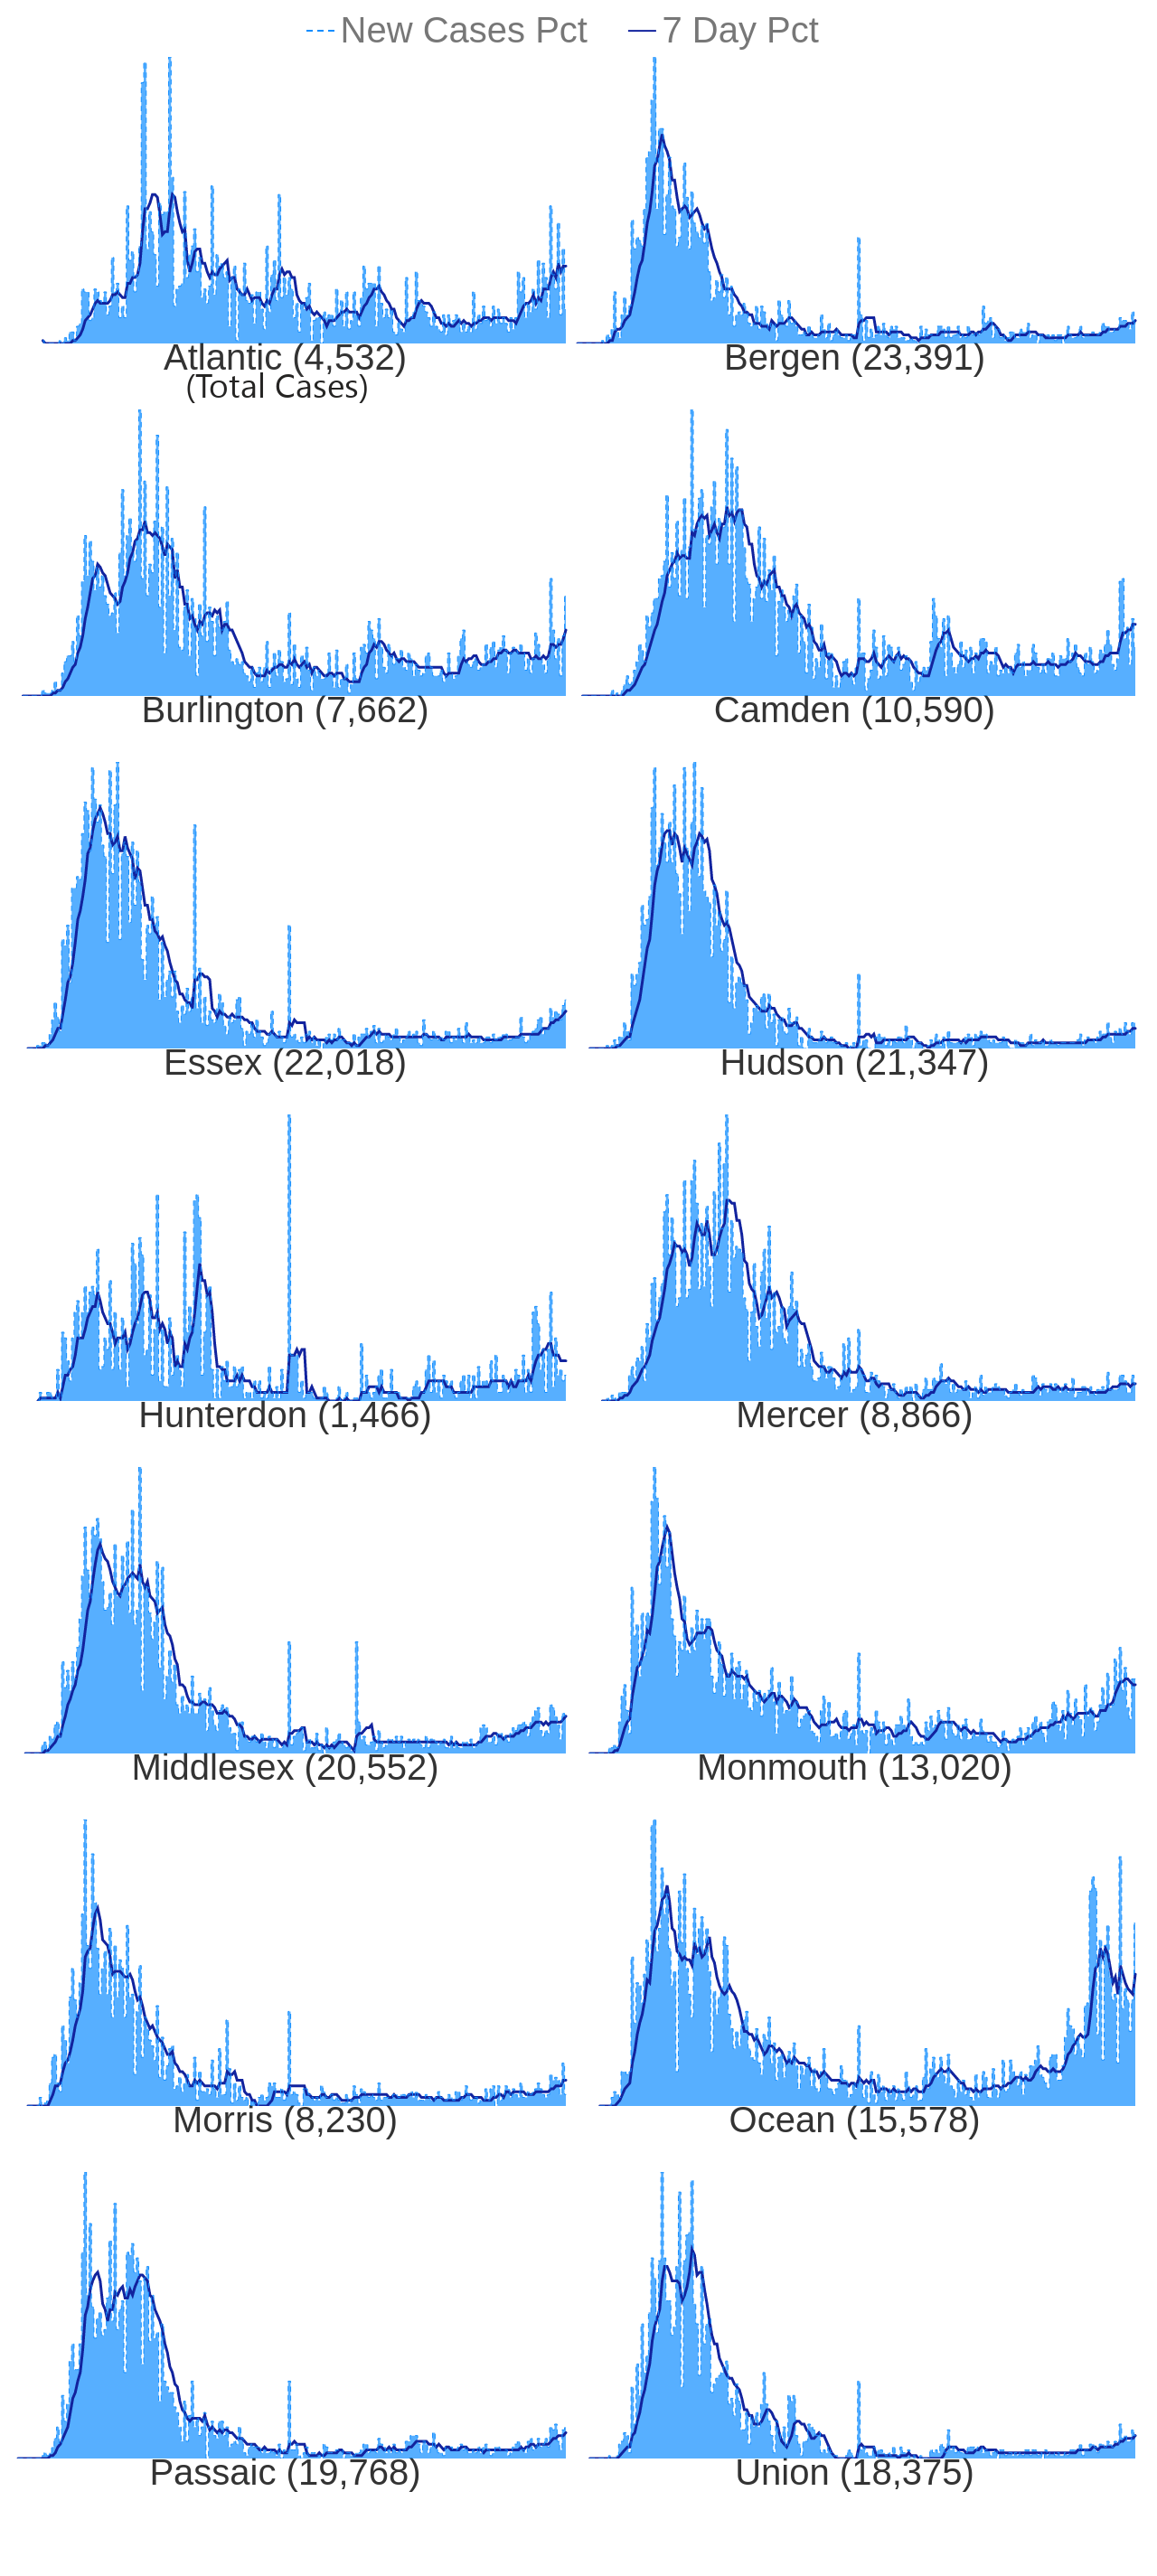 New Cases Pct 7 Day Pct
Atlantic (4,532) Bergen (23,391)
(Total Cases)
Burlington (7,662) Camden (10,590)
Essex (22,018) Hudson (21,347)
Hunterdon (1,466) Mercer (8,866)
Middlesex (20,552) Monmouth (13,020)
Morris (8,230) Ocean (15,578)
Passaic (19,768) Union (18,375)